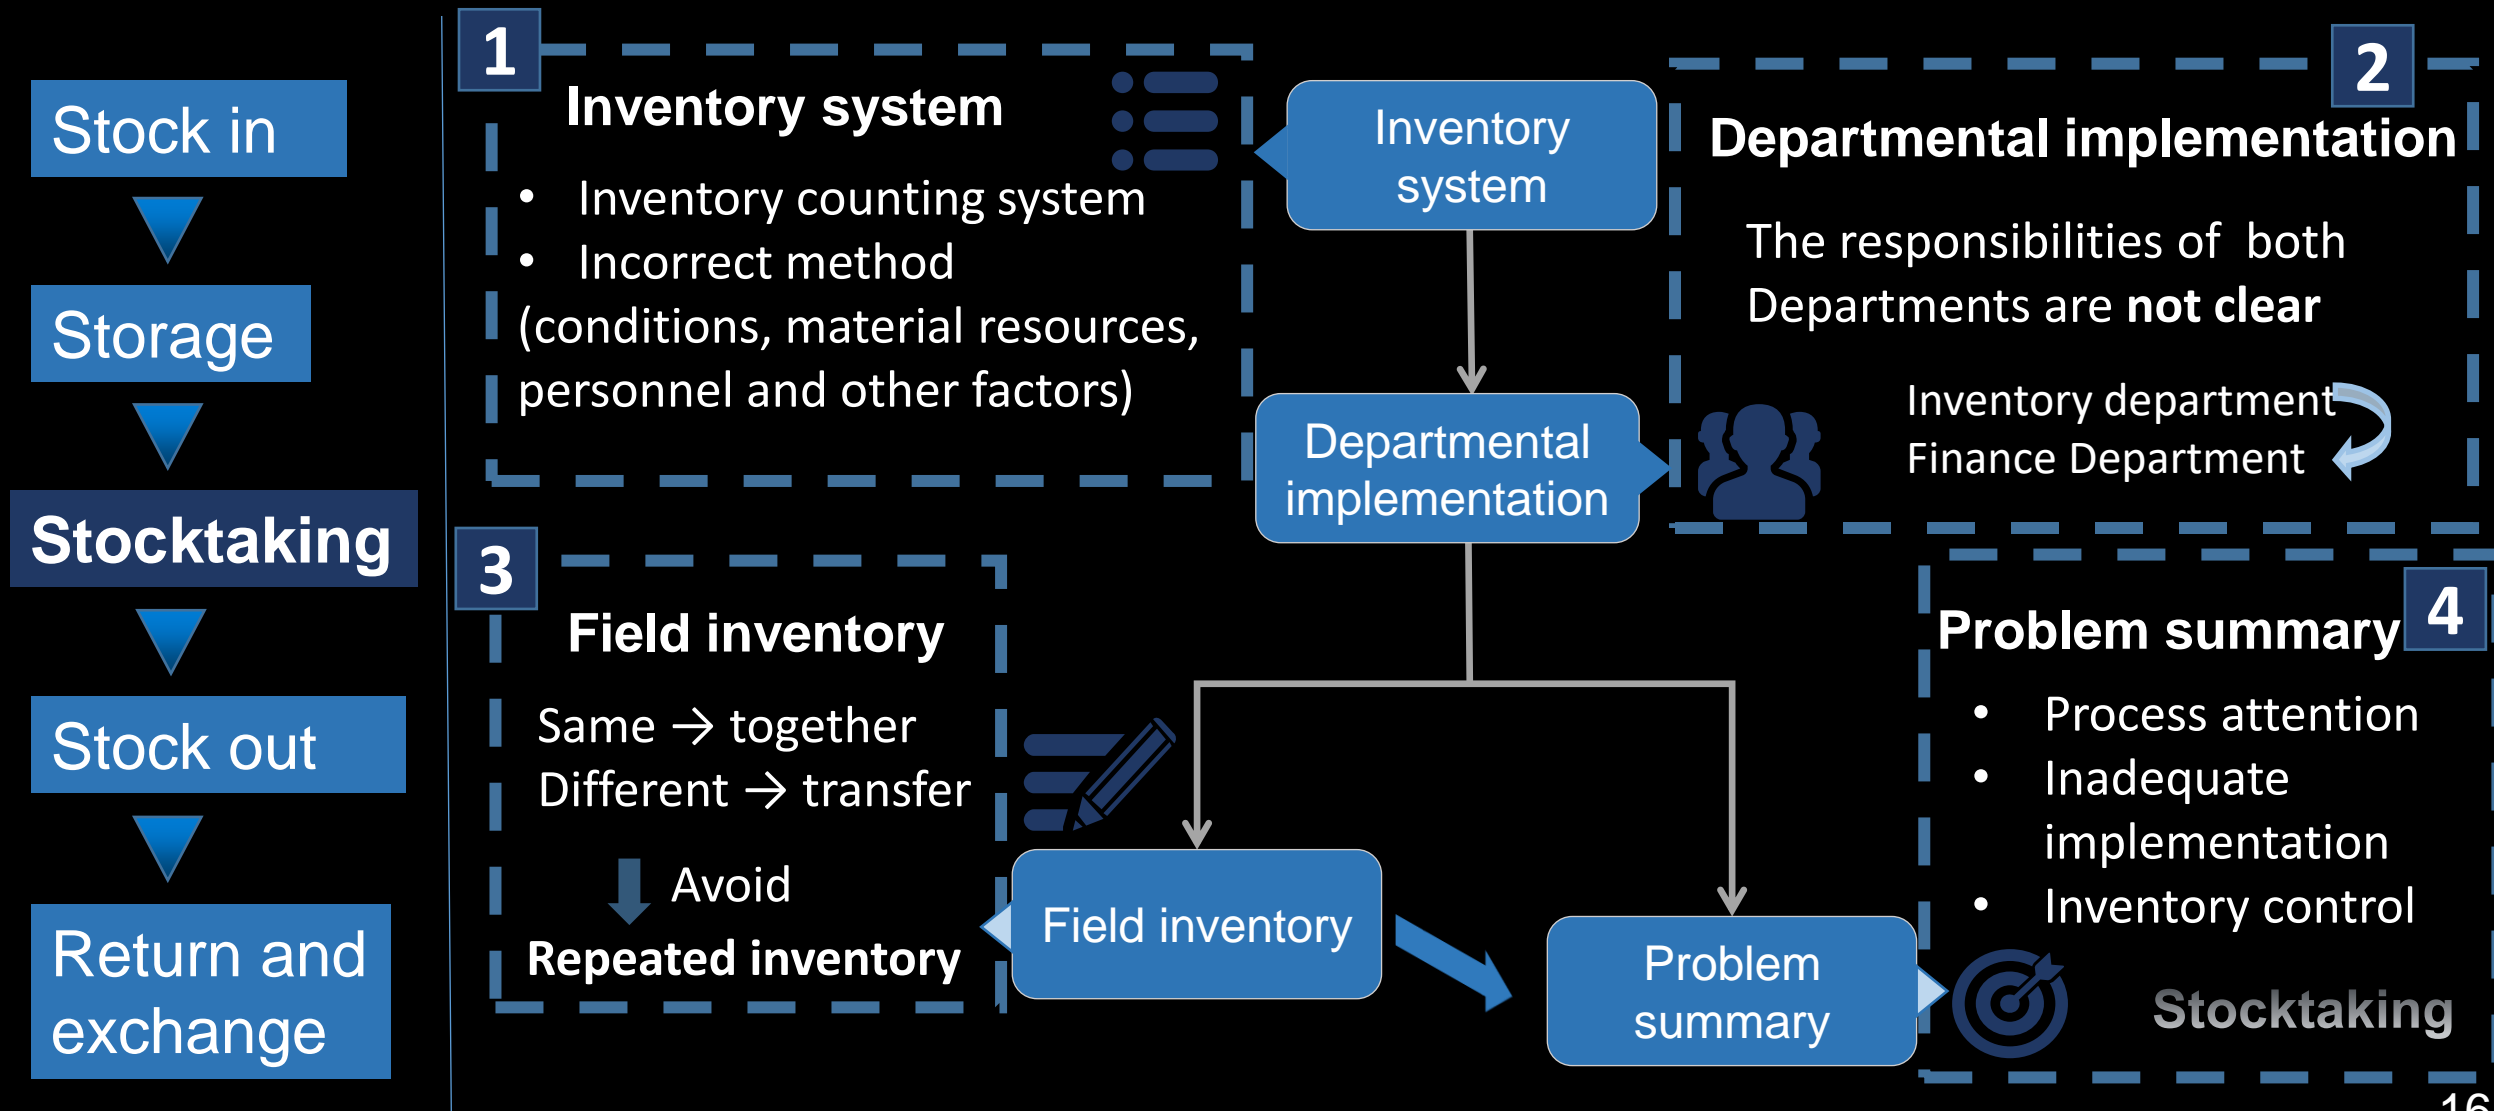 Stock in
Storage
Stocktaking
Stock out
Return and
exchange
1
Inventory system
• Inventory counting system
• Incorrect method
(conditions, material resources,
personnel and other factors)
Inventory
system
2
Departmental implementation
The responsibilities of both
Departments are not clear
Inventory department
Finance Department
Departmental
implementation
3
Field inventory
Same → together
Different → transfer
Avoid
Repeated inventory
Field inventory
Problem
summary
4
Problem summary
• Process attention
• Inadequate
implementation
• Inventory control
Stocktaking
16